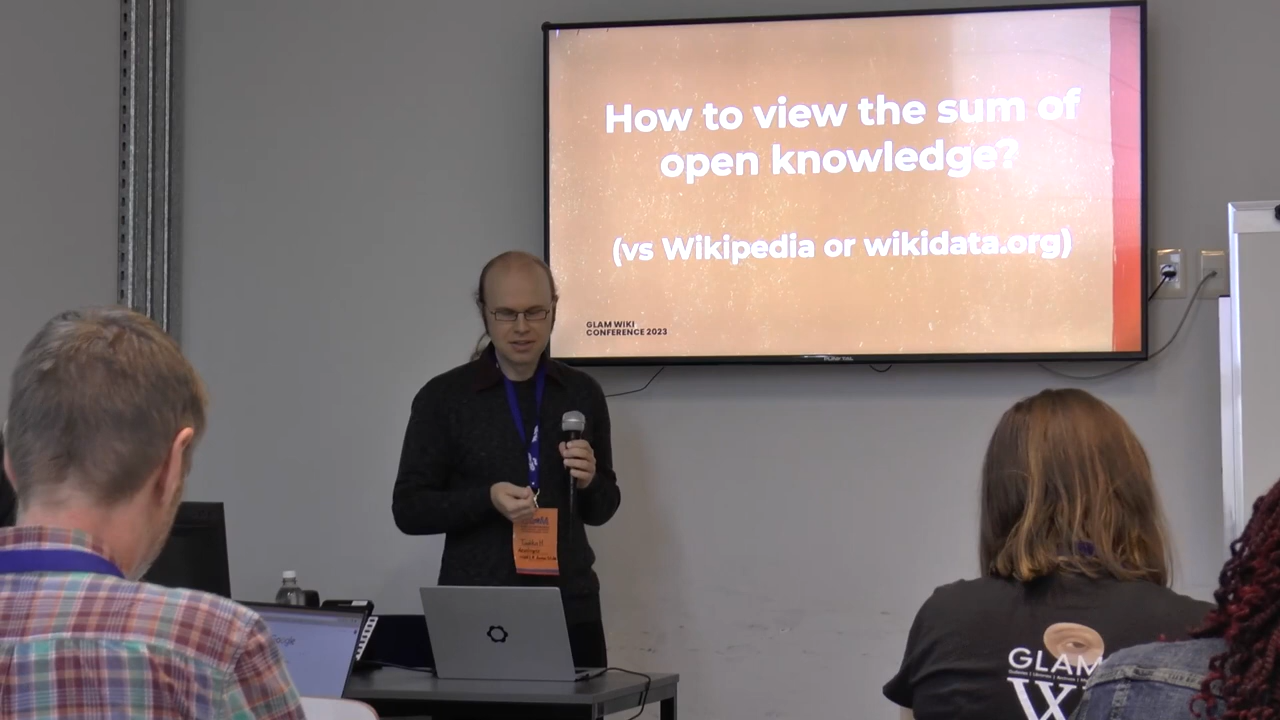 How to view the sum of
open knowledge?
(vs Wikipedia or wikidata.org)
GLAM WIKI
CONFERENCE 2023
GLAM
W